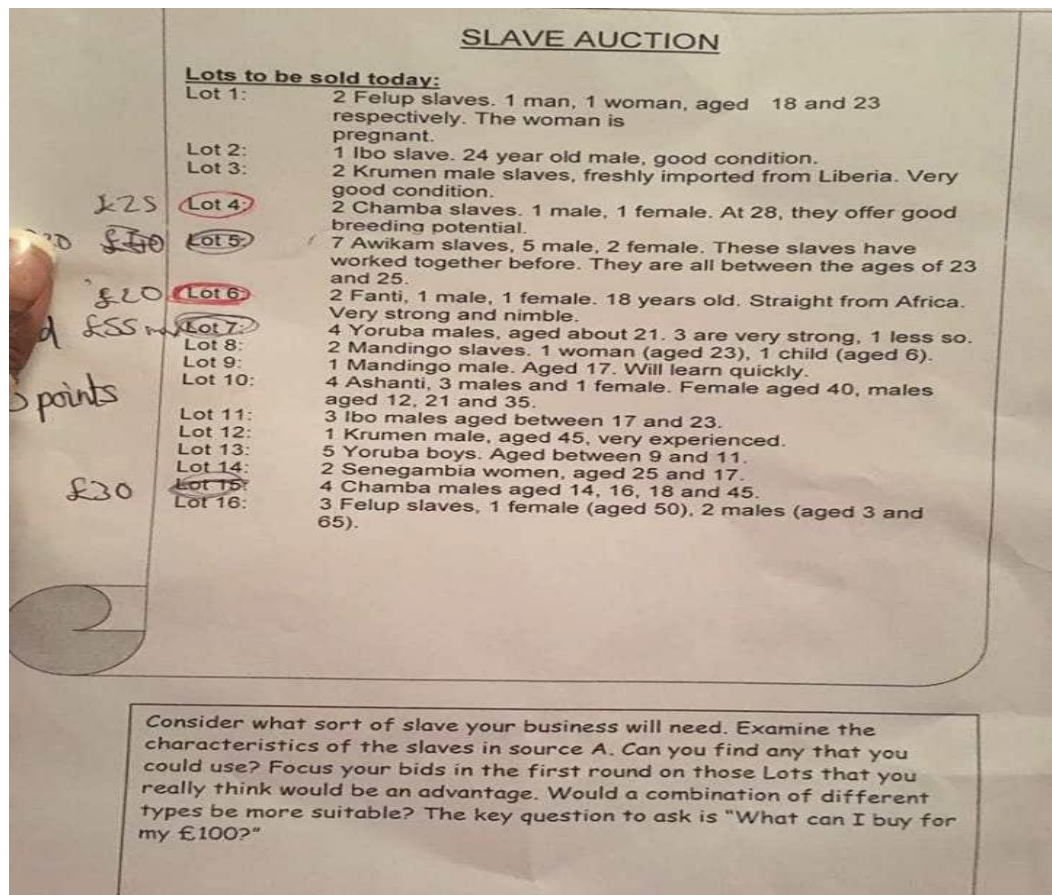 SLAVE AUCTION
Lots to be sold today:
Lot 1: 2 Felup slaves. 1 man, 1 woman, aged 18 and 23
respectively. The woman is
pregnant.
Lot 2: 1 Ibo slave. 24 year old male, good condition.
Lot 3: 2 Krumen male slaves, freshly imported from Liberia. Very
good condition.
£25 Lot 4: 2 Chamba slaves. 1 male, 1 female. At 28, they offer good
breeding potential.
Lot 5: 7 Awikam slaves, 5 male, 2 female. These slaves have
worked together before. They are all between the ages of 23
and 25.
£20 Lot 6: 2 Fanti, 1 male, 1 female. 18 years old. Straight from Africa.
Very strong and nimble.
£55 Lot 7: 4 Yoruba males, aged about 21. 3 are very strong, 1 less so.
Lot 8: 2 Mandingo slaves. 1 woman (aged 23), 1 child (aged 6).
Lot 9: 1 Mandingo male. Aged 17. Will learn quickly.
points Lot 10: 4 Ashanti, 3 males and 1 female. Female aged 40, males
aged 12, 21 and 35.
Lot 11: 3 Ibo males aged between 17 and 23.
Lot 12: 1 Krumen male, aged 45, very experienced.
Lot 13: 5 Yoruba boys. Aged between 9 and 11.
Lot 14: 2 Senegambia women, aged 25 and 17.
£30 Lot 15: 4 Chamba males aged 14, 16, 18 and 45.
Lot 16: 3 Felup slaves, 1 female (aged 50), 2 males (aged 3 and
65).
Consider what sort of slave your business will need. Examine the
characteristics of the slaves in source A. Can you find any that you
could use? Focus your bids in the first round on those Lots that you
really think would be an advantage. Would a combination of different
types be more suitable? The key question to ask is “What can I buy for
my £100?”